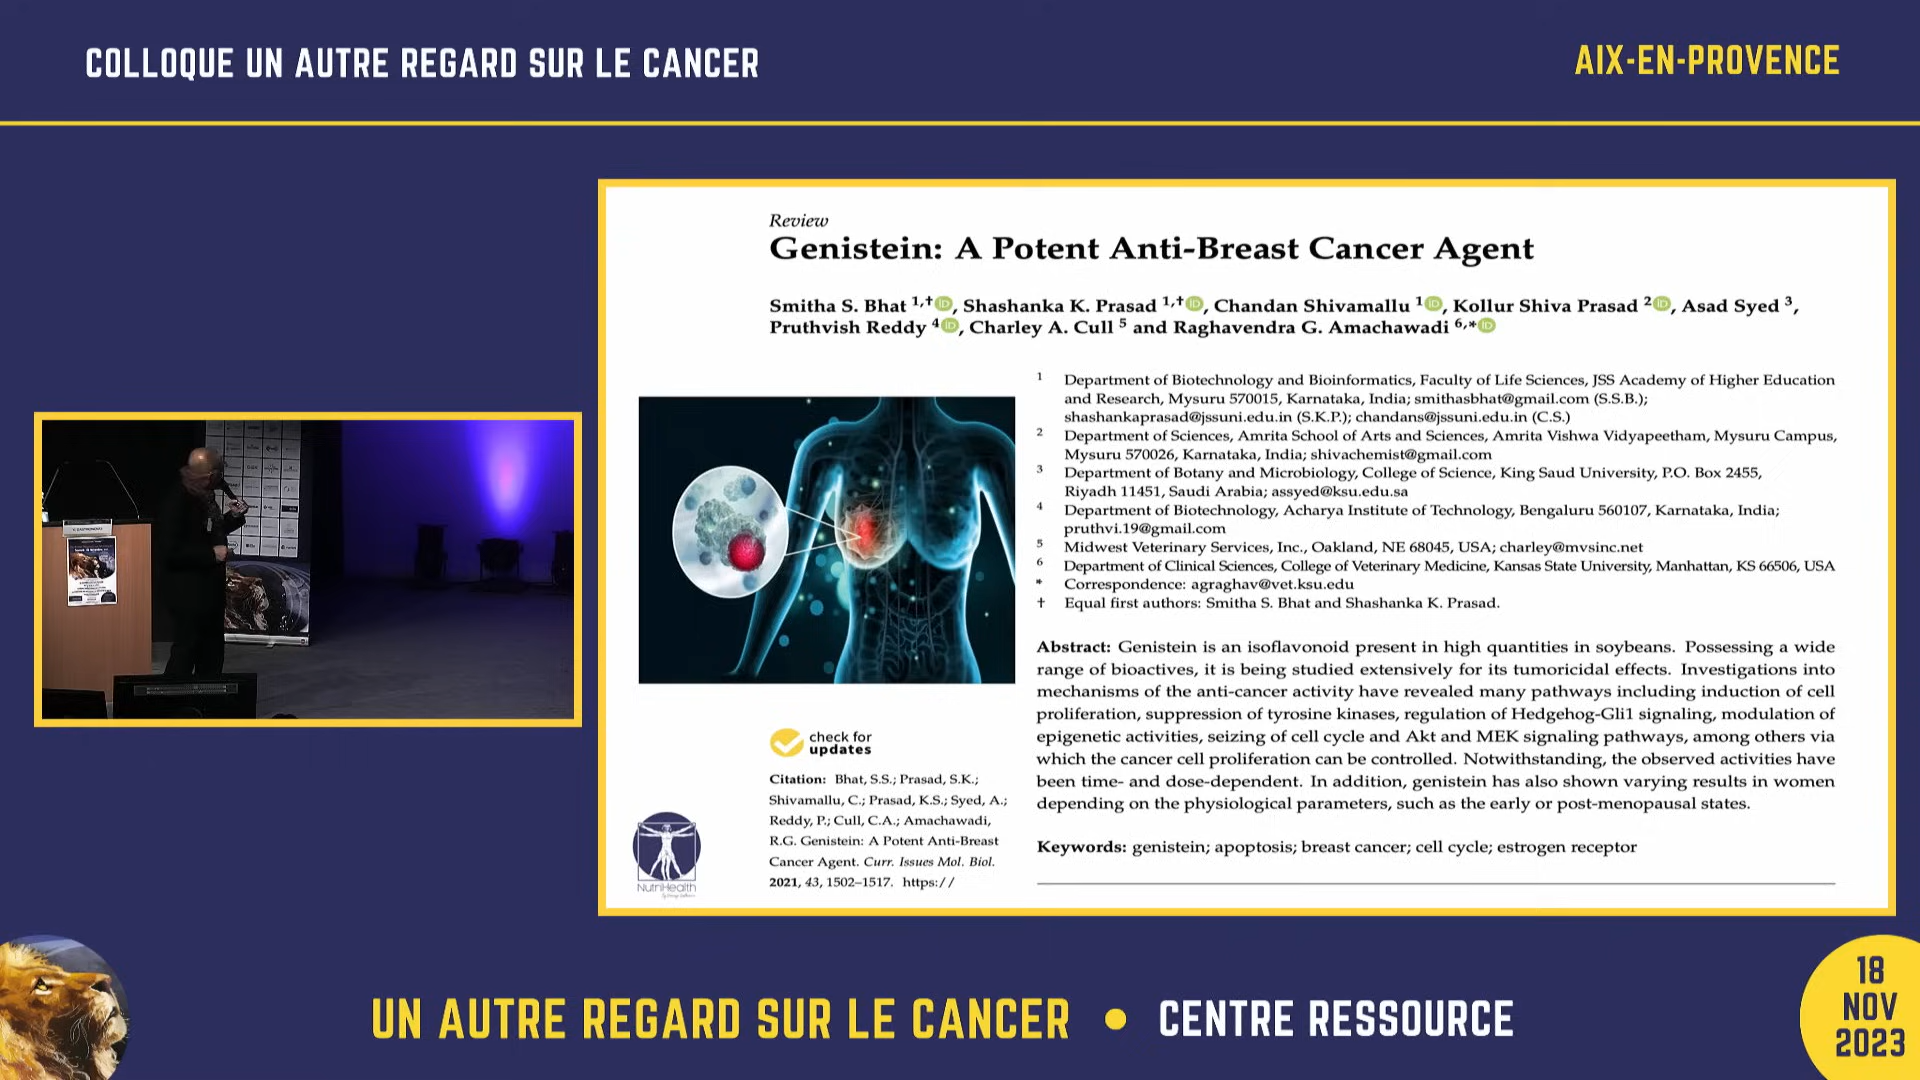 COLLOQUE UN AUTRE REGARD SUR LE CANCER
AIX-EN-PROVENCE
Review
Genistein: A Potent Anti-Breast Cancer Agent
Smitha S. Bhat 1,† iD, Shashanka K. Prasad 1,† iD, Chandan Shivamallu 1 iD, Kollur Shiva Prasad 2 iD, Asad Syed 3,
Pruthvish Reddy 4 iD, Charley A. Cull 5 and Raghavendra G. Amachawadi 6,* iD
1 Department of Biotechnology and Bioinformatics, Faculty of Life Sciences, JSS Academy of Higher Education
and Research, Mysuru 570015, Karnataka, India; smithasbhat@gmail.com (S.S.B.);
shashankaprasad@jssuni.edu.in (S.K.P.); chandans@jssuni.edu.in (C.S.)
2 Department of Sciences, Amrita School of Arts and Sciences, Amrita Vishwa Vidyapeetham, Mysuru Campus,
Mysuru 570026, Karnataka, India; shivachemist@gmail.com
3 Department of Botany and Microbiology, College of Science, King Saud University, P.O. Box 2455,
Riyadh 11451, Saudi Arabia; assyed@ksu.edu.sa
4 Department of Biotechnology, Acharya Institute of Technology, Bengaluru 560107, Karnataka, India;
pruthvi.19@gmail.com
5 Midwest Veterinary Services, Inc., Oakland, NE 68045, USA; charley@mvsinc.net
6 Department of Clinical Sciences, College of Veterinary Medicine, Kansas State University, Manhattan, KS 66506, USA
* Correspondence: agraghav@vet.ksu.edu
† Equal first authors: Smitha S. Bhat and Shashanka K. Prasad.
Abstract: Genistein is an isoflavonoid present in high quantities in soybeans. Possessing a wide
range of bioactives, it is being studied extensively for its tumoricidal effects. Investigations into
mechanisms of the anti-cancer activity have revealed many pathways including induction of cell
proliferation, suppression of tyrosine kinases, regulation of Hedgehog-Gli1 signaling, modulation of
epigenetic activities, seizing of cell cycle and Akt and MEK signaling pathways, among others via
which the cancer cell proliferation can be controlled. Notwithstanding, the observed activities have
been time- and dose-dependent. In addition, genistein has also shown varying results in women
depending on the physiological parameters, such as the early or post-menopausal states.
Keywords: genistein; apoptosis; breast cancer; cell cycle; estrogen receptor
check for
updates
Citation: Bhat, S.S.; Prasad, S.K.;
Shivamallu, C.; Prasad, K.S.; Syed, A.;
Reddy, P.; Cull, C.A.; Amachawadi,
R.G. Genistein: A Potent Anti-Breast
Cancer Agent. Curr. Issues Mol. Biol.
2021, 43, 1502–1517. https://
NutriHealth
UN AUTRE REGARD SUR LE CANCER • CENTRE RESSOURCE
18
NOV
2023